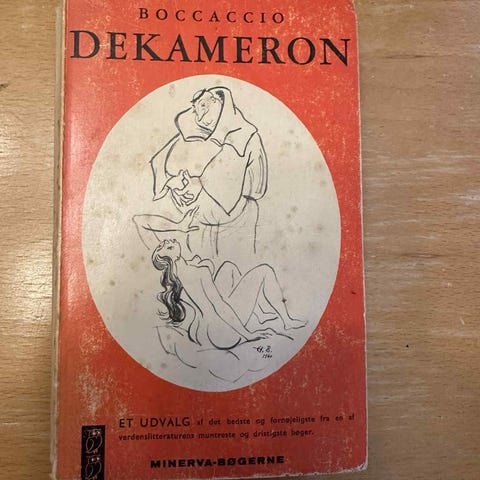 BOCCACCIO
DEKAMERON
1960
ET UDVALG af det bedste og fornøjeligste fra en af
verdenslitteraturens muntreste og dristigste bøger.
MINERVA-BØGERNE